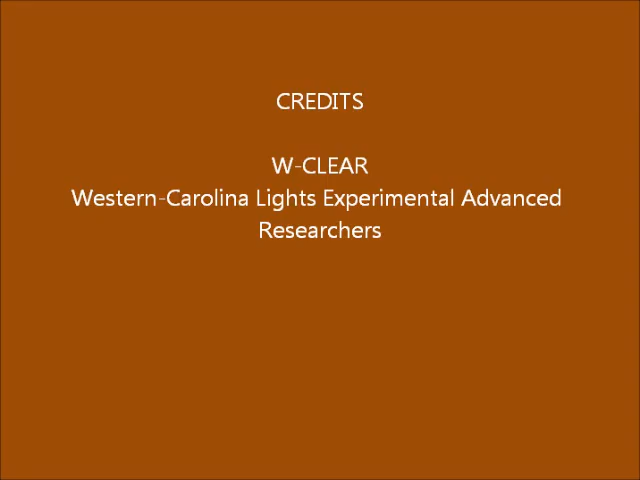 CREDITS
W-CLEAR
Western-Carolina Lights Experimental Advanced
Researchers